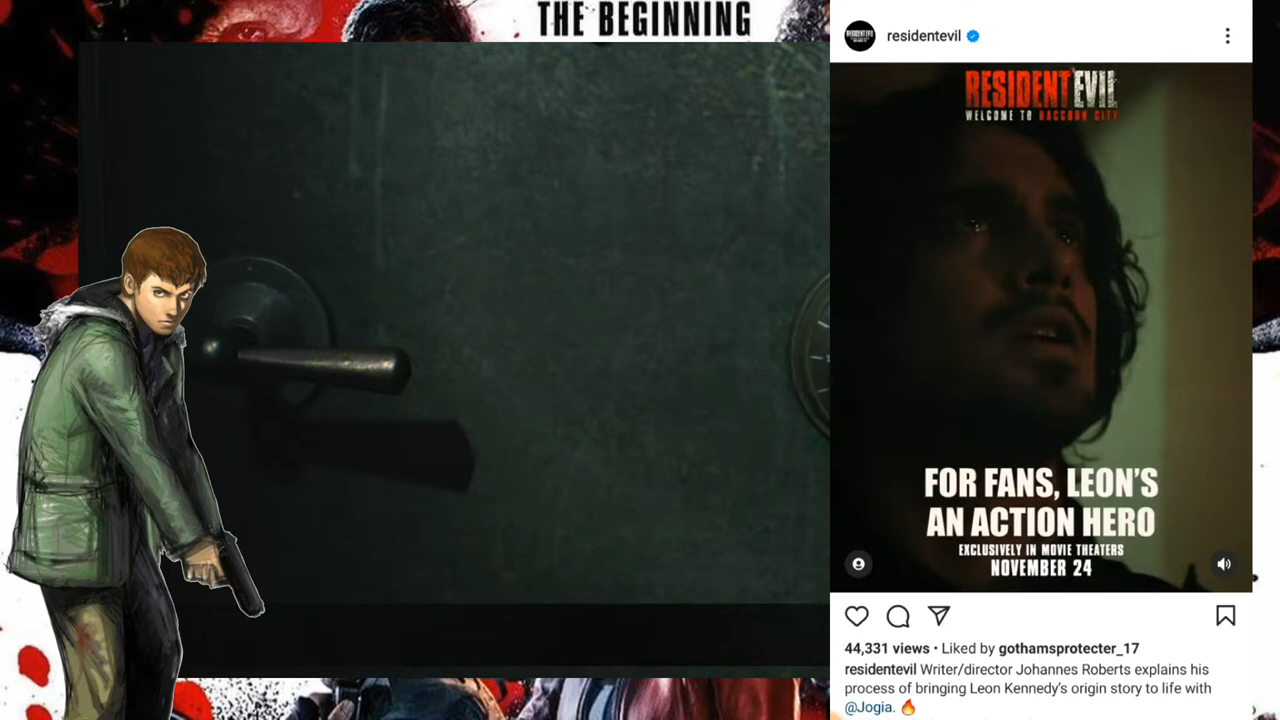 THE BEGINNING
residentevil
RESIDENT EVIL
WELCOME TO RACCOON CITY
FOR FANS, LEON'S
AN ACTION HERO
EXCLUSIVELY IN MOVIE THEATERS
NOVEMBER 24
44,331 views • Liked by gothamsprotecter_17
residentevil Writer/director Johannes Roberts explains his
process of bringing Leon Kennedy's origin story to life with
@Jogia. 🔥